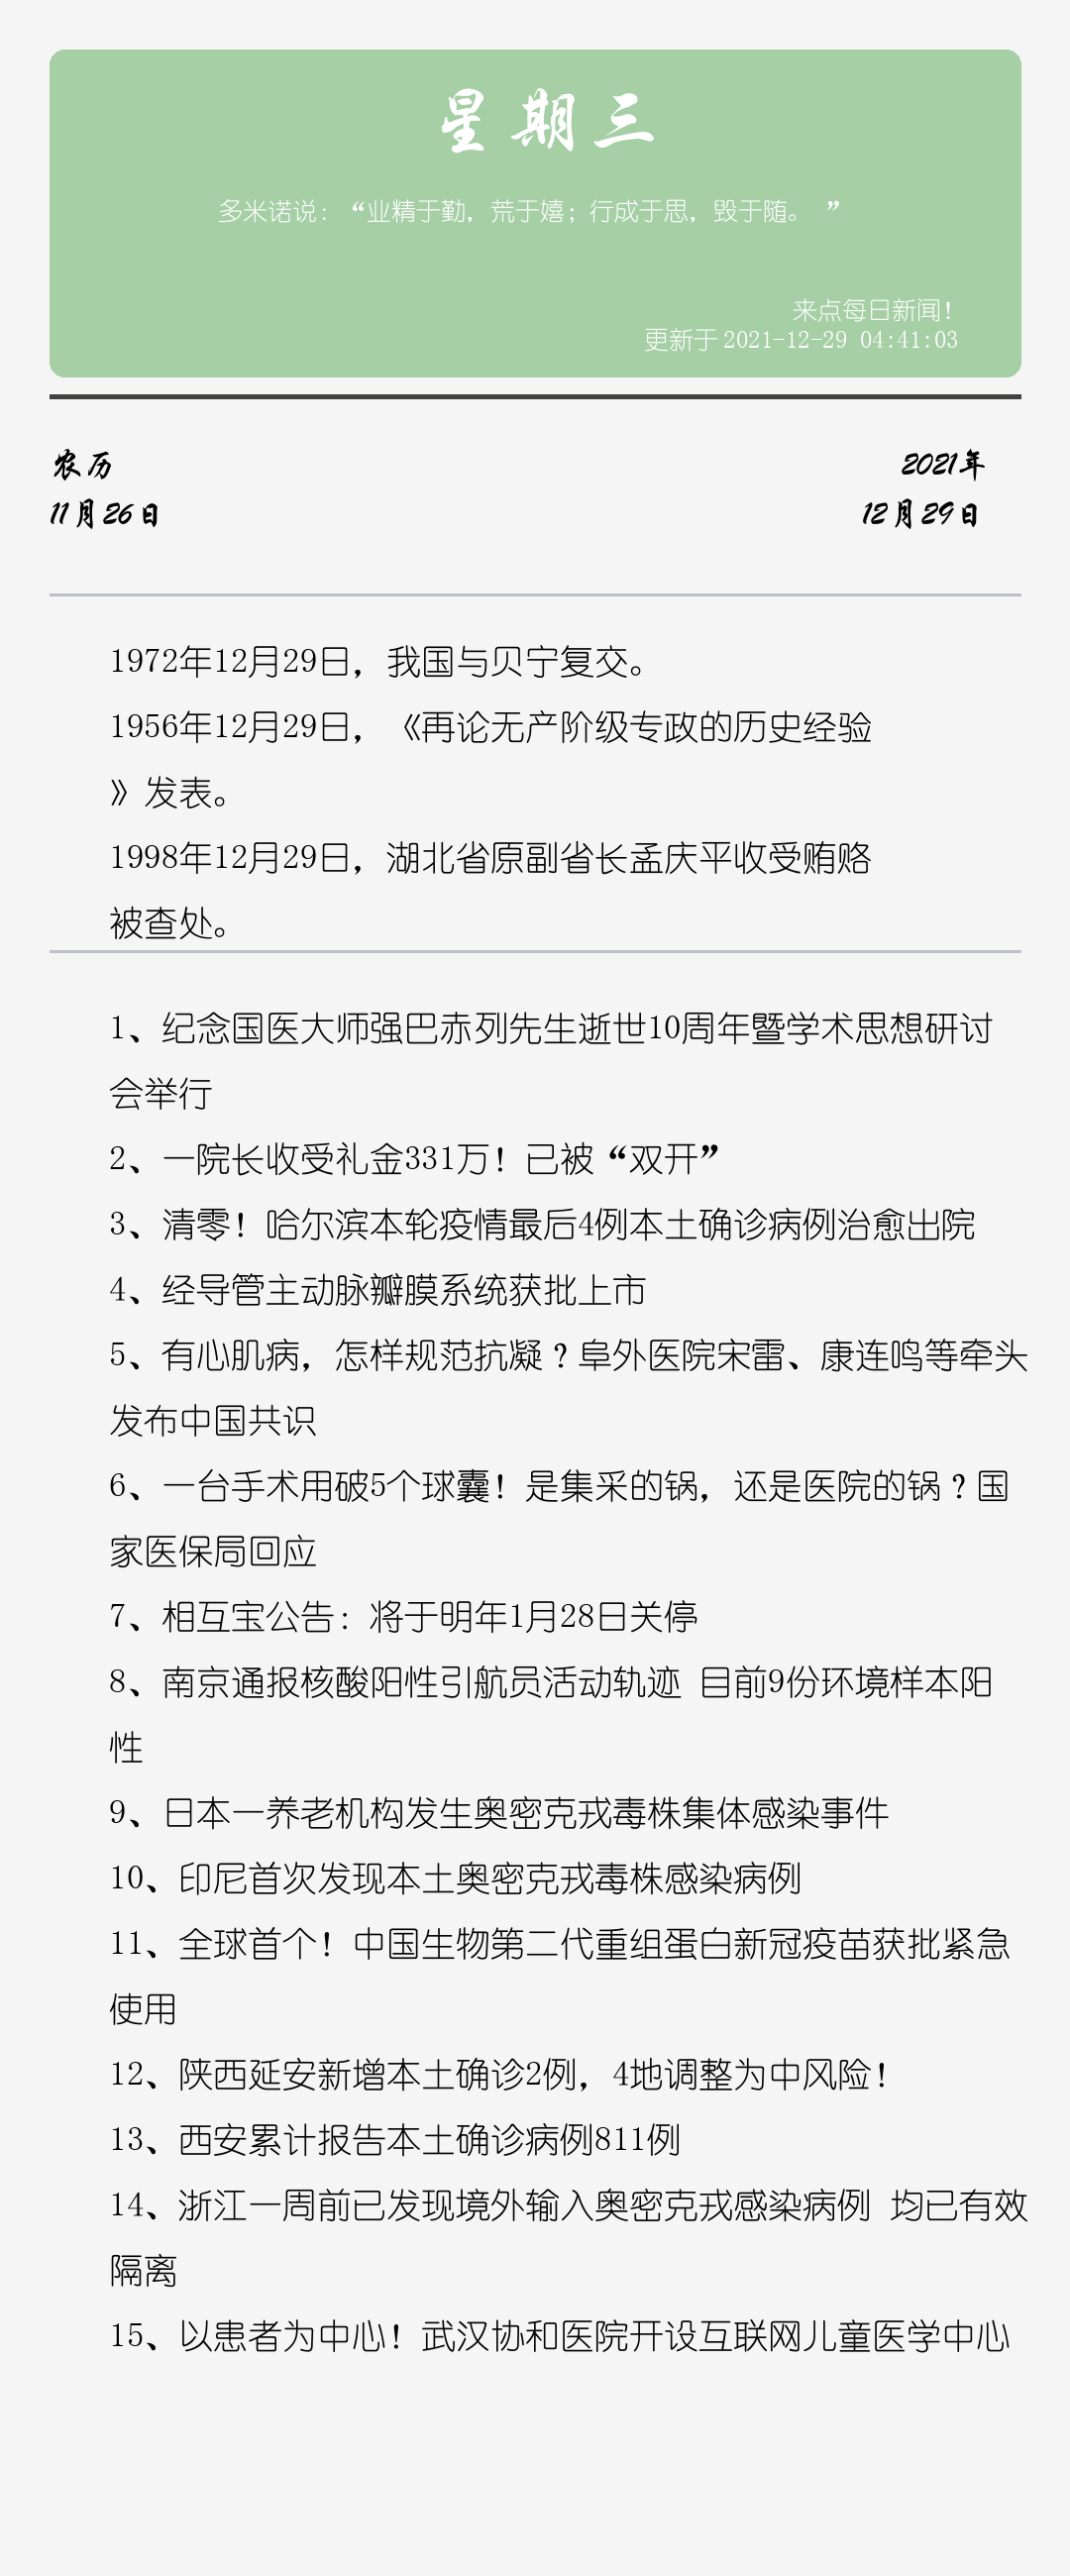 星期三
多米诺说：“业精于勤，荒于嬉；行成于思，毁于随。 ”
来点每日新闻！
更新于 2021-12-29 04:41:03
农历
2021年
11月26日
12月29日
1972年12月29日，我国与贝宁复交。
1956年12月29日，《再论无产阶级专政的历史经验
》发表。
1998年12月29日，湖北省原副省长孟庆平收受贿赂
被查处。
1、纪念国医大师强巴赤列先生逝世10周年暨学术思想研讨
会举行
2、一院长收受礼金331万！已被“双开”
3、清零！哈尔滨本轮疫情最后4例本土确诊病例治愈出院
4、经导管主动脉瓣膜系统获批上市
5、有心肌病，怎样规范抗凝？阜外医院宋雷、康连鸣等牵头
发布中国共识
6、一台手术用破5个球囊！是集采的锅，还是医院的锅？国
家医保局回应
7、相互宝公告：将于明年1月28日关停
8、南京通报核酸阳性引航员活动轨迹 目前9份环境样本阳
性
9、日本一养老机构发生奥密克戎毒株集体感染事件
10、印尼首次发现本土奥密克戎毒株感染病例
11、全球首个！中国生物第二代重组蛋白新冠疫苗获批紧急
使用
12、陕西延安新增本土确诊2例，4地调整为中风险！
13、西安累计报告本土确诊病例811例
14、浙江一周前已发现境外输入奥密克戎感染病例 均已有效
隔离
15、以患者为中心！武汉协和医院开设互联网儿童医学中心